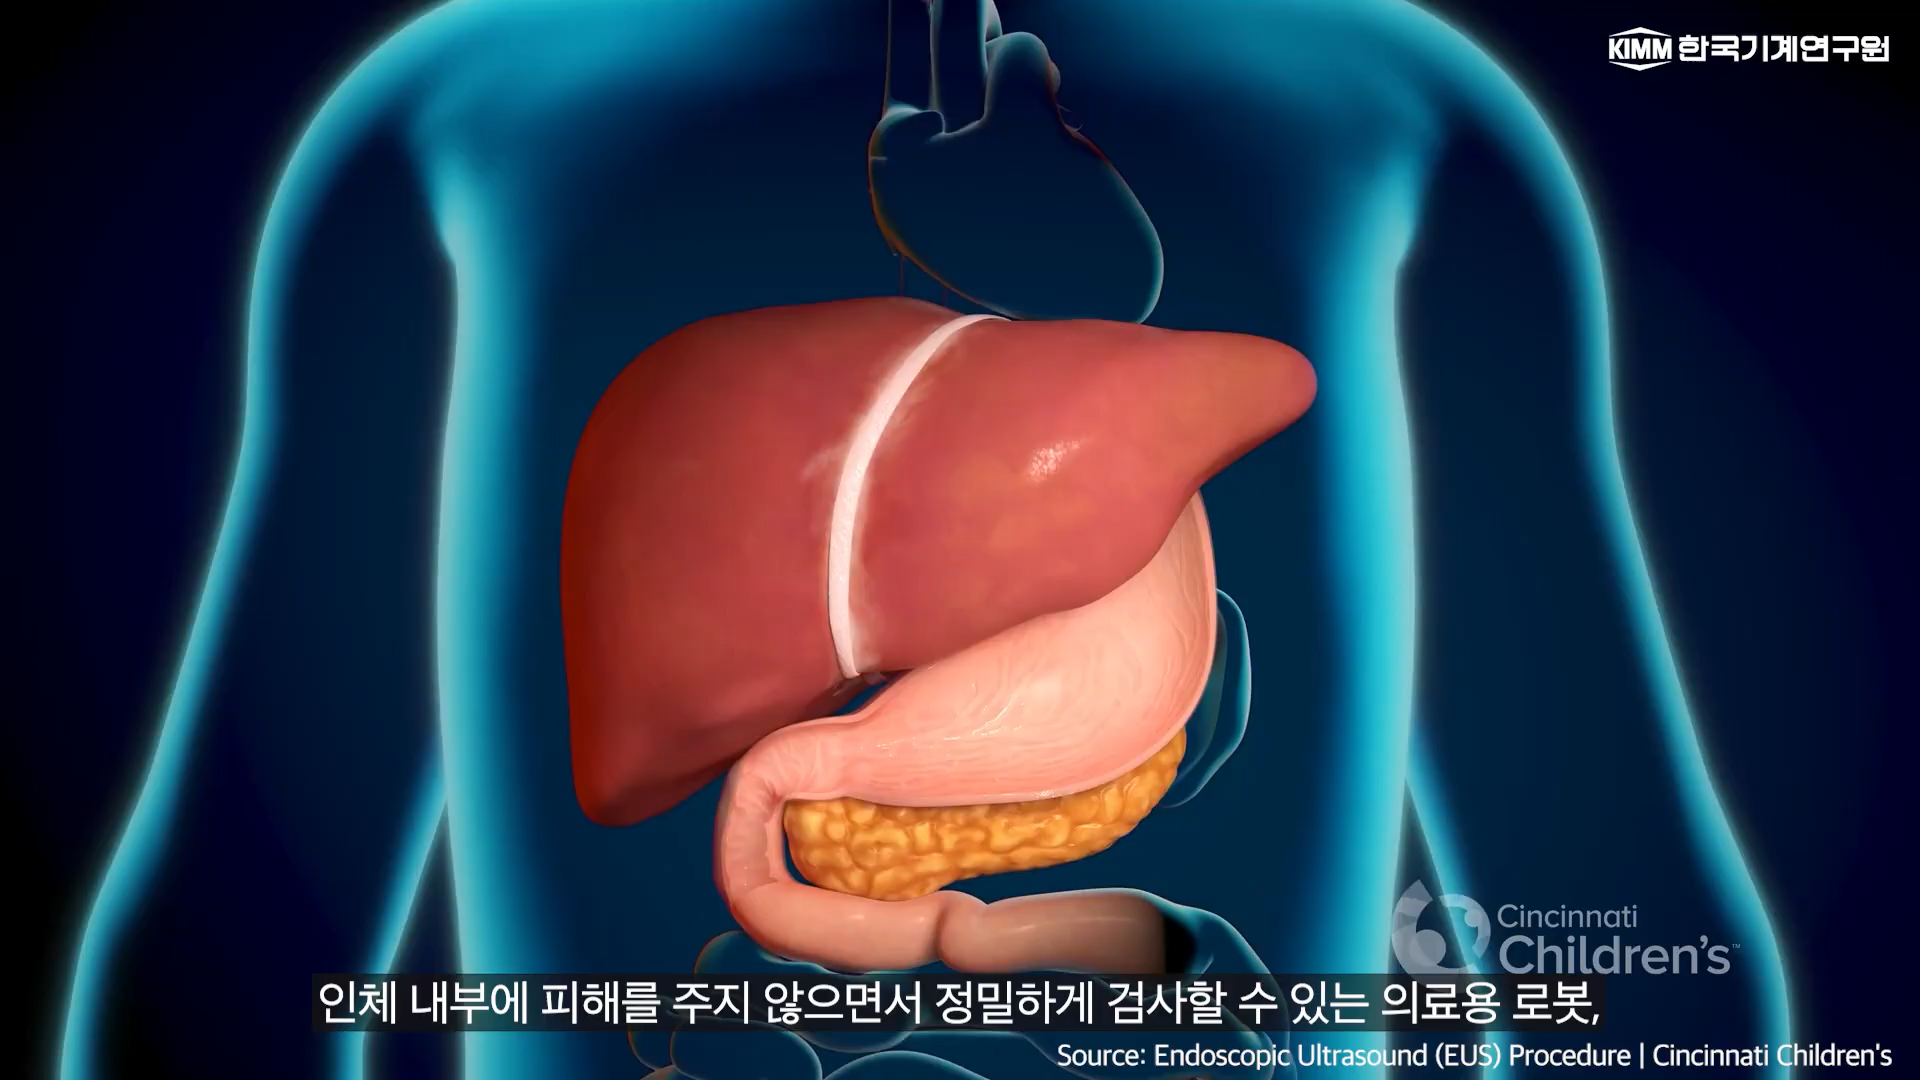 KIMM 한국기계연구원
Cincinnati
Children's™
인체 내부에 피해를 주지 않으면서 정밀하게 검사할 수 있는 의료용 로봇,
Source: Endoscopic Ultrasound (EUS) Procedure | Cincinnati Children's